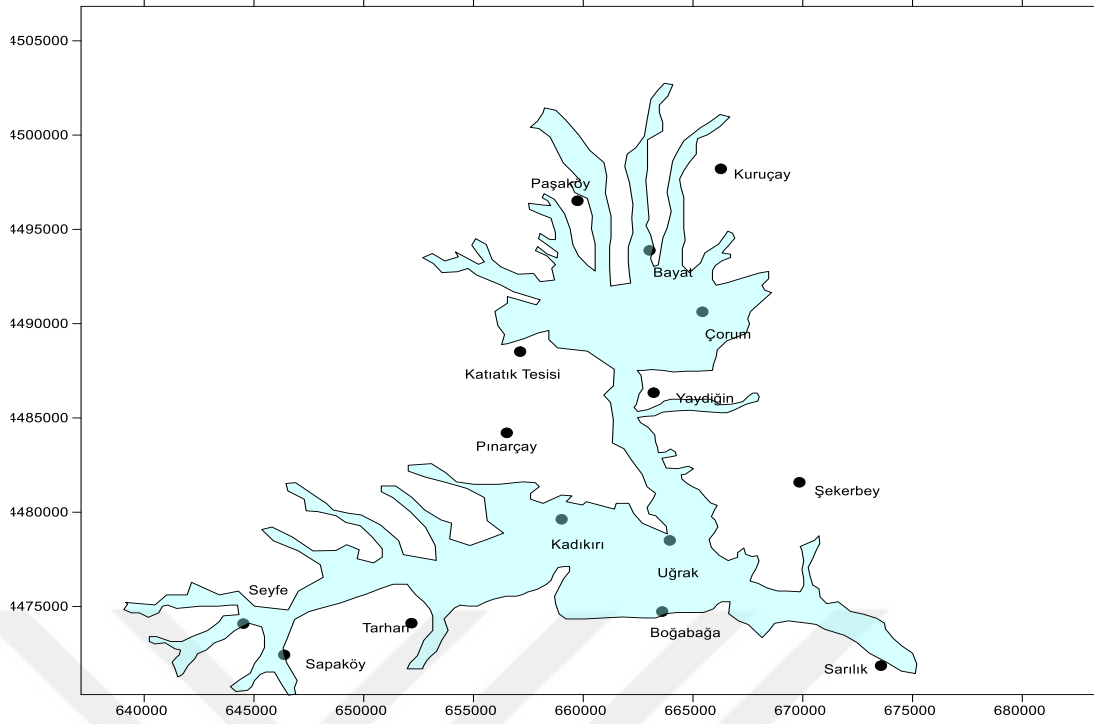 4505000
4500000
Kuruçay
Paşaköy
4495000
Bayat
4490000
Çorum
Katıatık Tesisi
Yaydiğin
4485000
Pınarçay
Şekerbey
4480000
Kadıkırı
Uğrak
Seyfe
4475000
Tarhan
Boğabağa
Sapaköy
Sarılık
640000 645000 650000 655000 660000 665000 670000 675000 680000